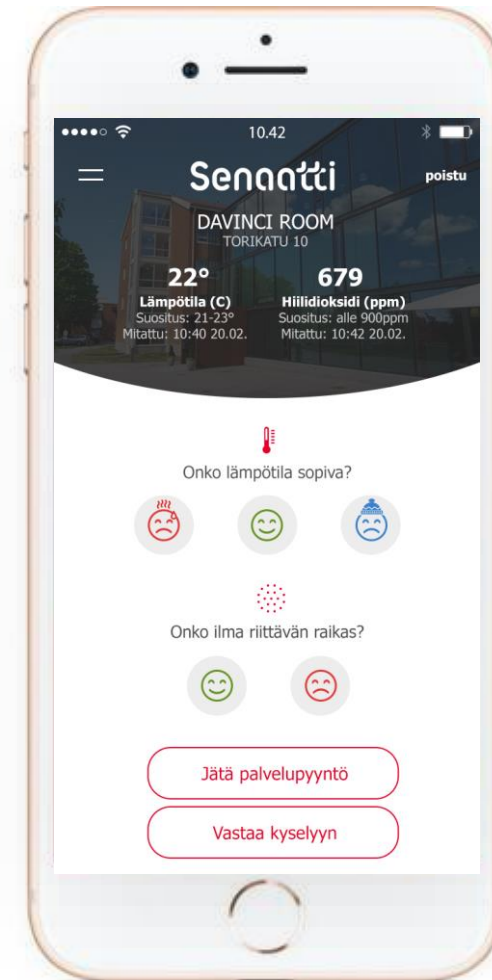 10.42
Senaatti
poistu
DAVINCI ROOM
TORIKATU 10
22° 679
Lämpötila (C) Hiilidioksidi (ppm)
Suositus: 21-23° Suositus: alle 900ppm
Mitattu: 10:40 20.02. Mitattu: 10:42 20.02.
Onko lämpötila sopiva?
Onko ilma riittävän raikas?
Jätä palvelupyyntö
Vastaa kyselyyn